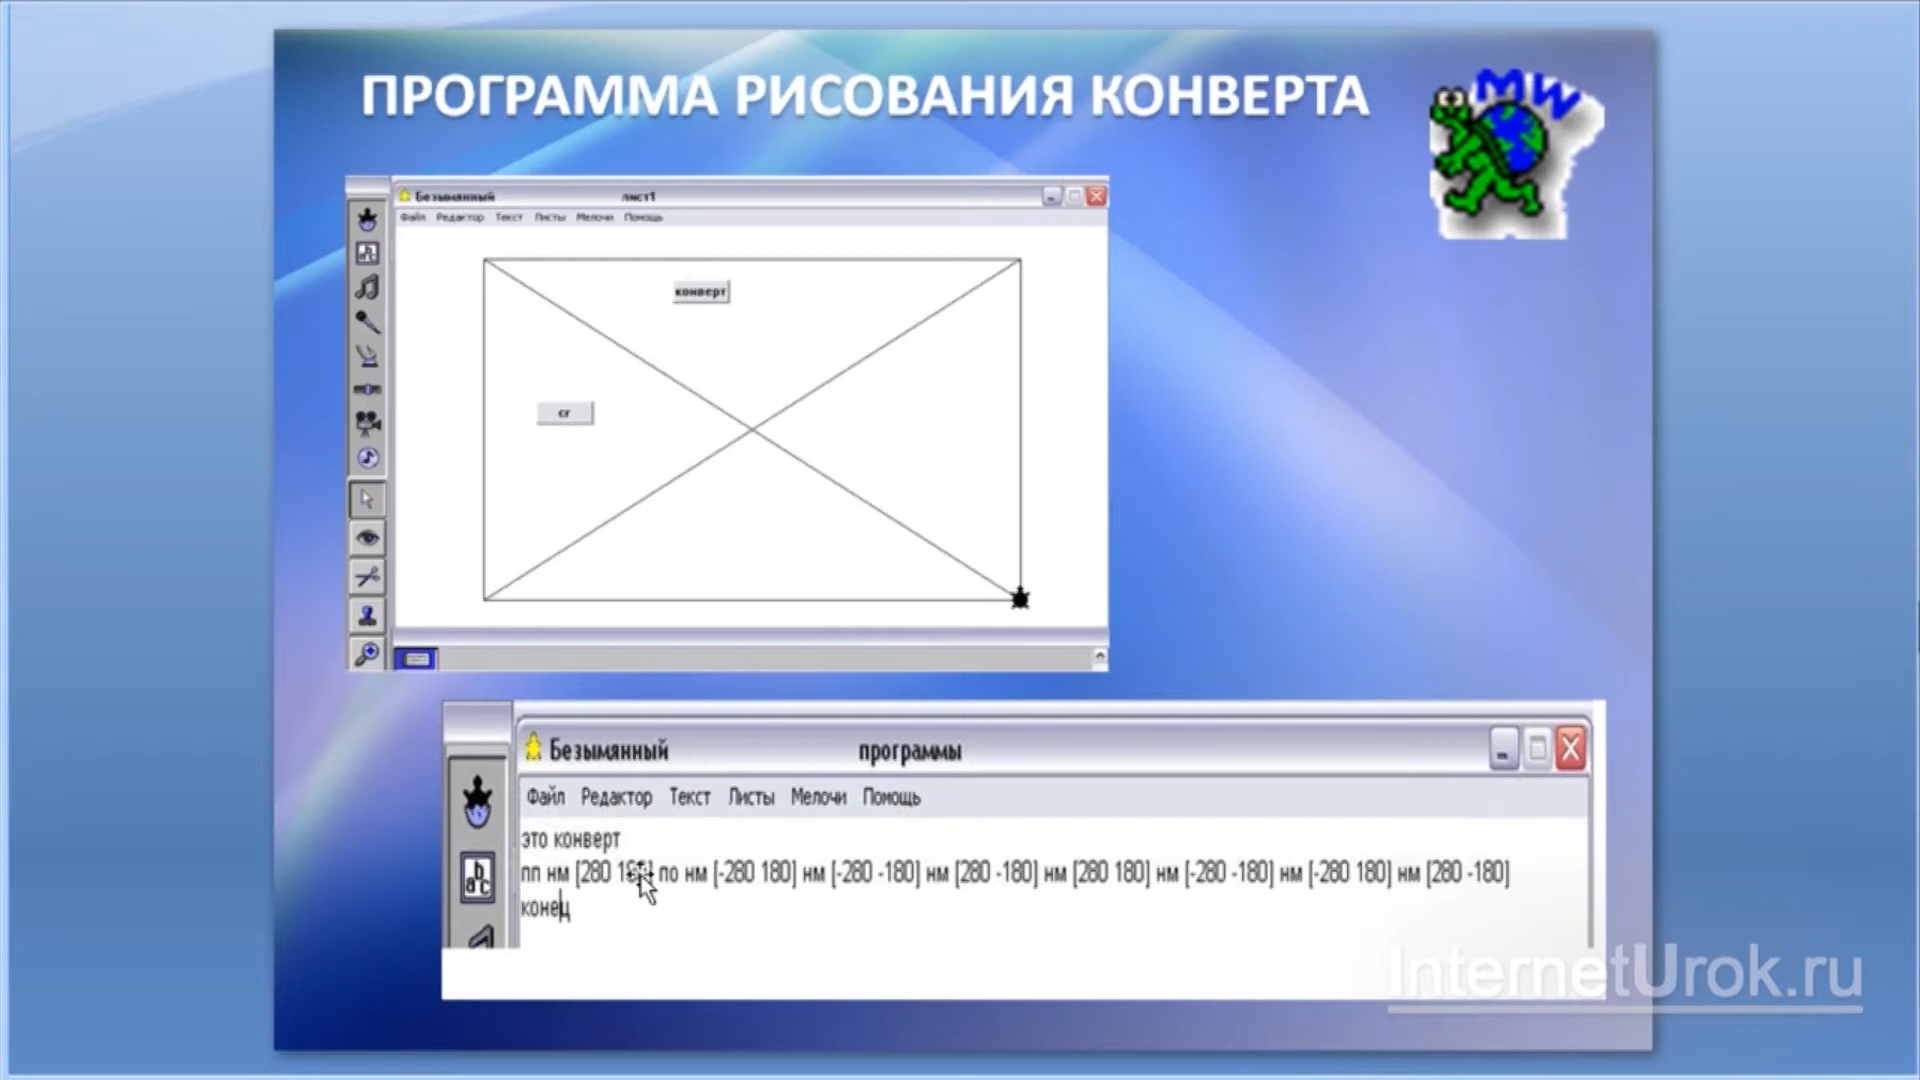 ПРОГРАММА РИСОВАНИЯ КОНВЕРТА
MW
Безымянный лист1
Файл Редактор Текст Листы Мелочи Помощь
конверт
сг
Безымянный программы
Файл Редактор Текст Листы Мелочи Помощь
это конверт
пп нм [280 по нм [-280 180] нм [-280 -180] нм [280 -180] нм [280 180] нм [-280 -180] нм [-280 180] нм [280 -180]
конец
InternetUrok.ru